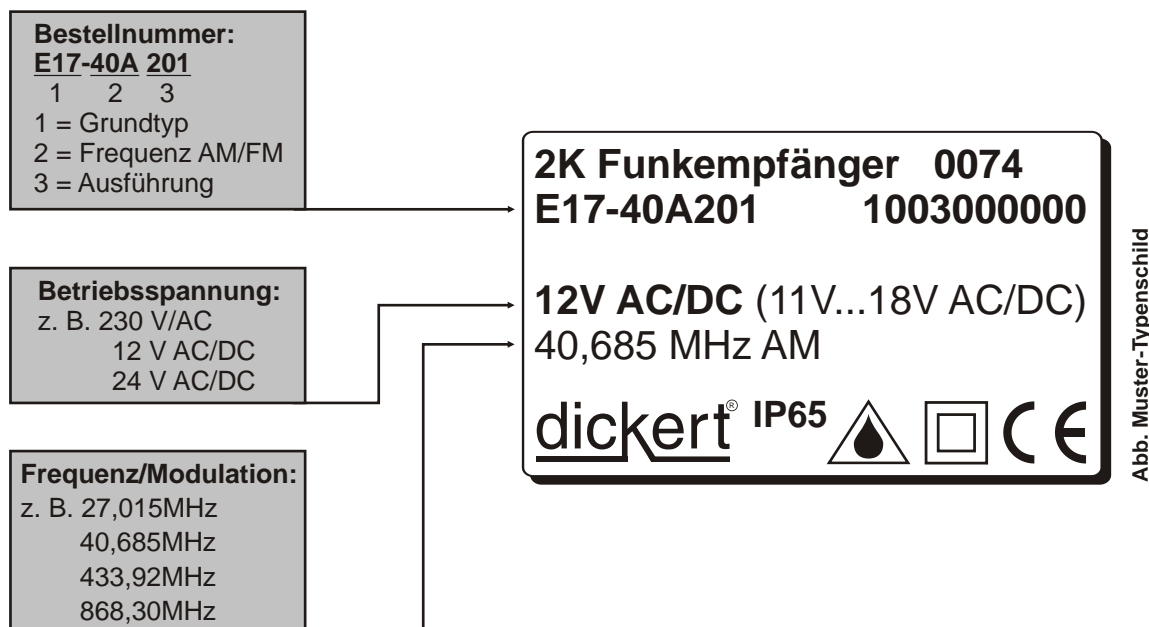 Bestellnummer:
E17-40A 201
1 2 3
1 = Grundtyp
2 = Frequenz AM/FM
3 = Ausführung
Betriebsspannung:
z. B. 230 V/AC
12 V AC/DC
24 V AC/DC
Frequenz/Modulation:
z. B. 27,015MHz
40,685MHz
433,92MHz
868,30MHz
2K Funkempfänger 0074
E17-40A201 1003000000
12V AC/DC (11V...18V AC/DC)
40,685 MHz AM
dickert® IP65 CE
Abb. Muster-Typenschild